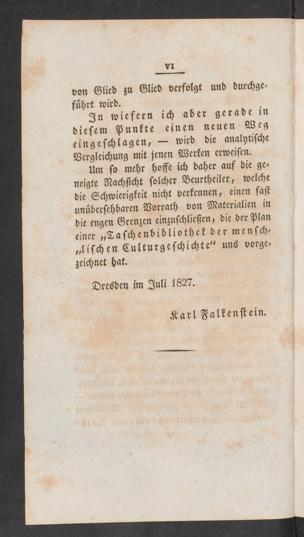 VI
von Glied zu Glied verfolgt und durchge-
führt wird.
In wiefern ich aber gerade in
diesem Punkte einen neuen Weg
eingeschlagen, — wird die analytische
Vergleichung mit jenen Werken erweisen.
Um so mehr hoffe ich daher auf die ge-
neigte Nachsicht solcher Beurtheiler, welche
die Schwierigkeit nicht verkennen, einen fast
unübersehbaren Vorrath von Materialien in
die engen Grenzen einzuschließen, die der Plan
einer „Taschenbibliothek der mensch-
„lischen Culturgeschichte“ uns vorge-
zeichnet hat.
Dresden im Juli 1827.
Karl Falkenstein.